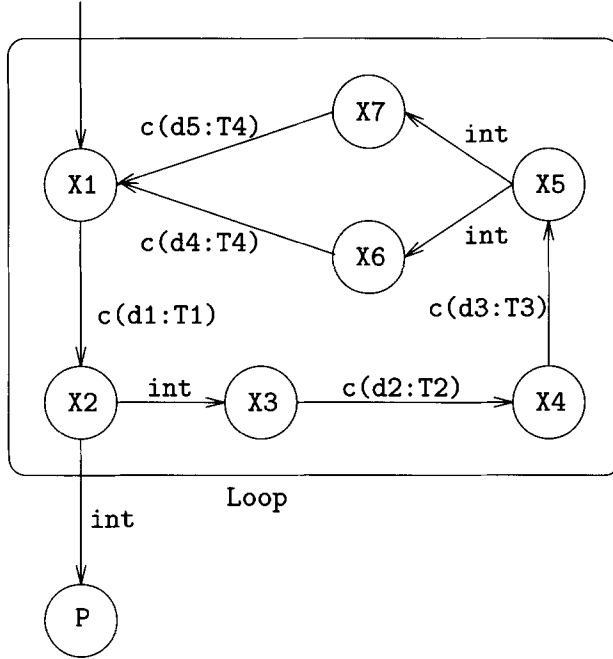 X7
c(d5:T4)
int
X1
X5
int
c(d4:T4)
X6
c(d1:T1)
c(d3:T3)
int
c(d2:T2)
X2
X3
X4
Loop
int
P